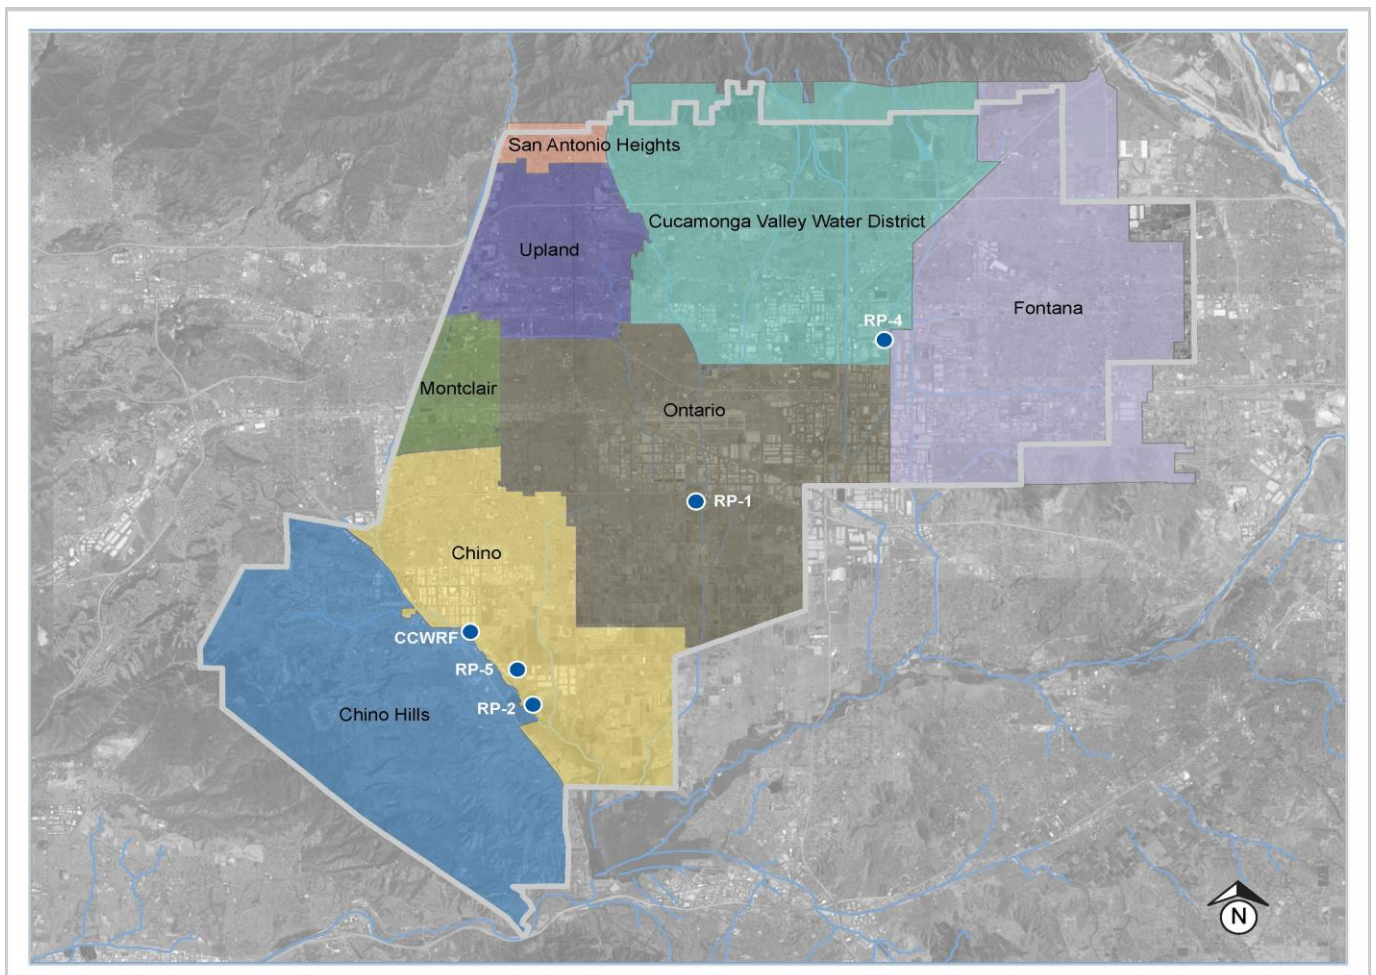 San Antonio Heights
Cucamonga Valley Water District
Upland
Fontana
RP-4
Montclair
Ontario
RP-1
Chino
CCWRF
RP-5
RP-2
Chino Hills
N